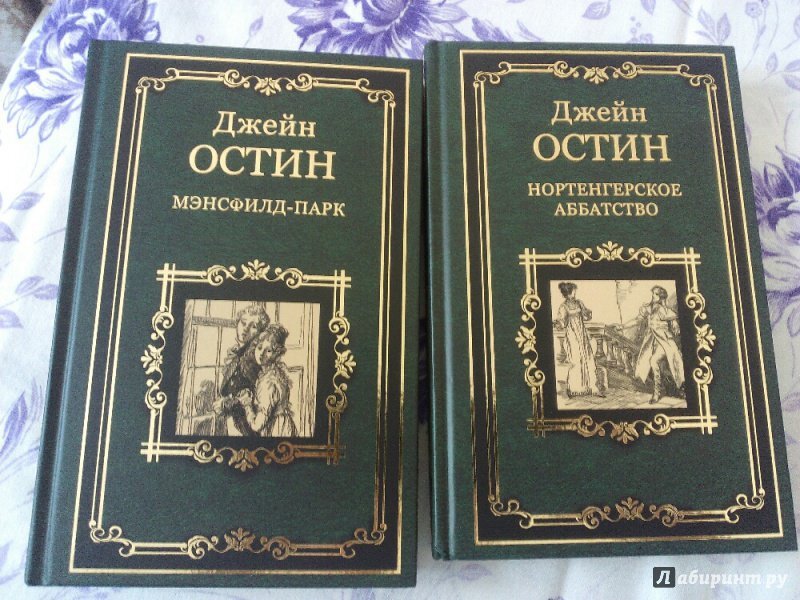 Джейн
ОСТИН
МЭНСФИЛД-ПАРК
Джейн
ОСТИН
НОРТЕНГЕРСКОЕ
АББАТСТВО
Лабиринт.ру